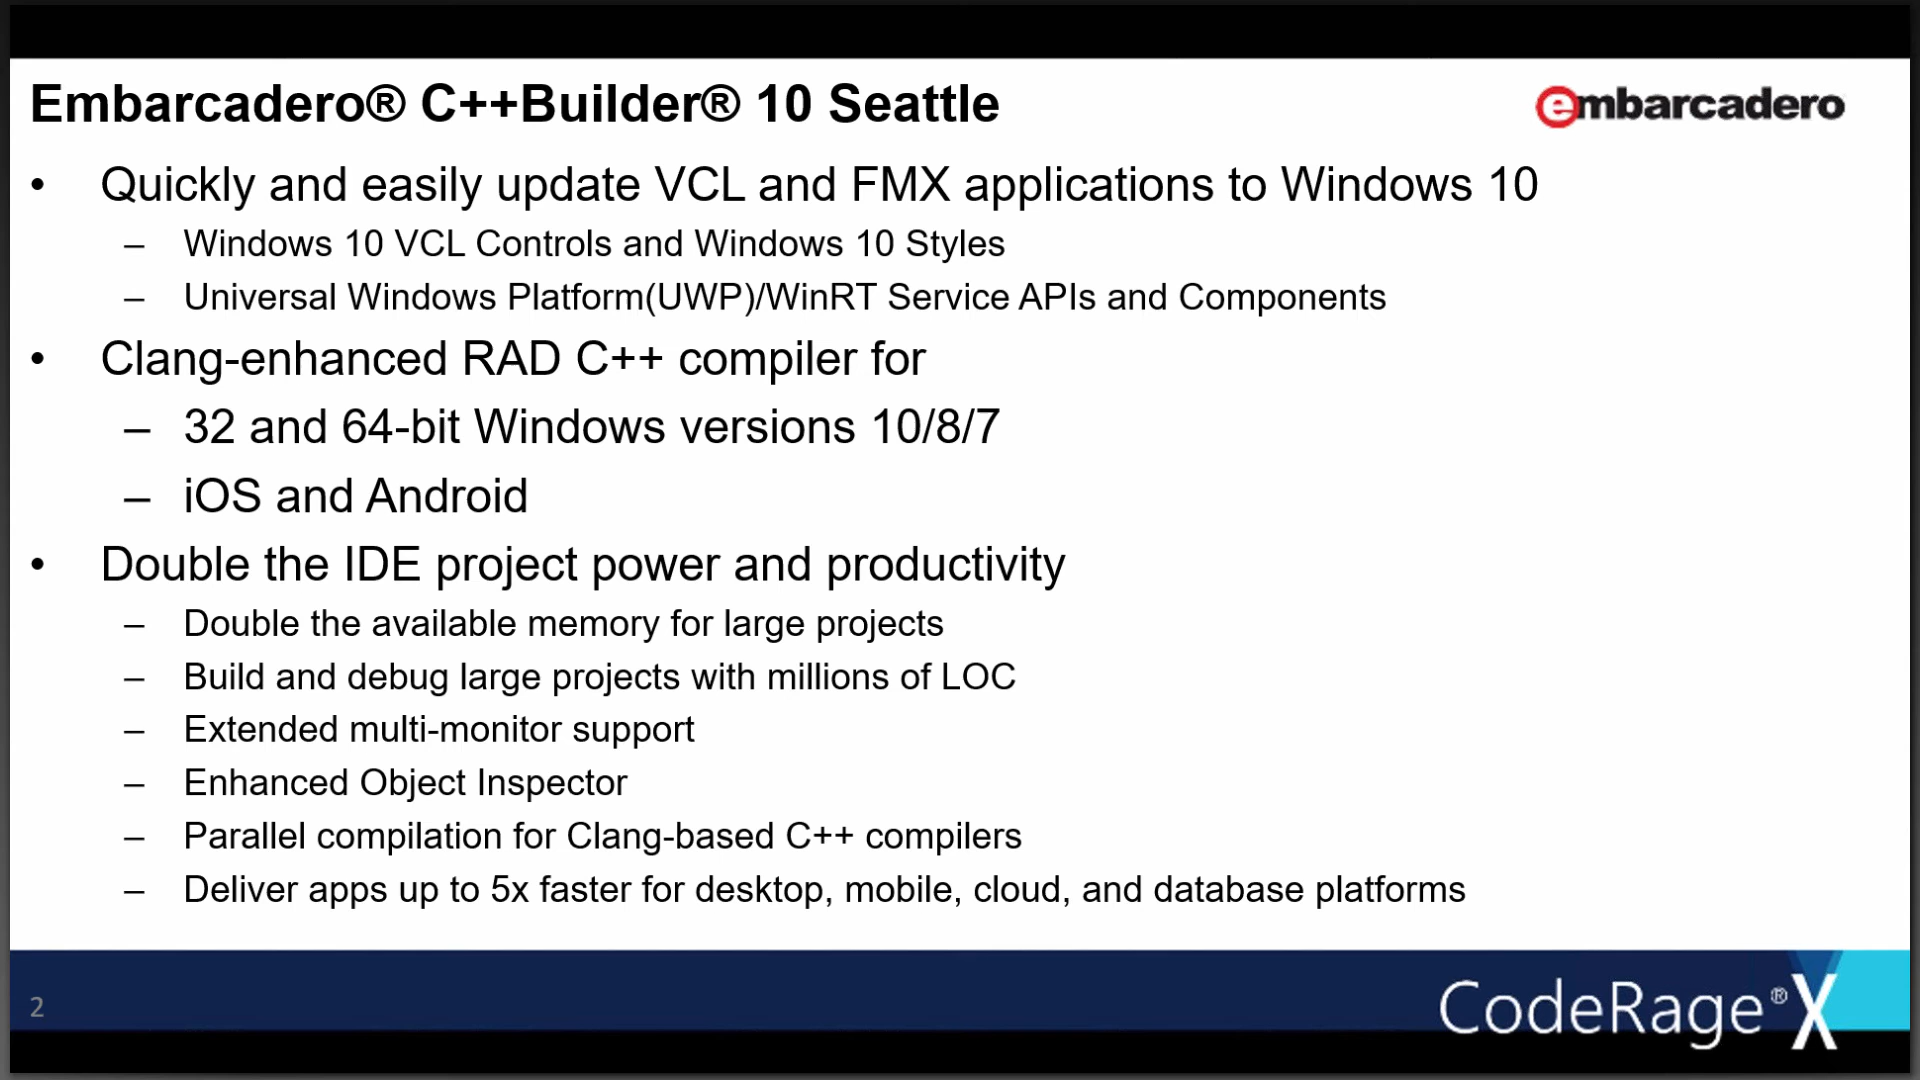 Embarcadero® C++Builder® 10 Seattle
embarcadero
• Quickly and easily update VCL and FMX applications to Windows 10
– Windows 10 VCL Controls and Windows 10 Styles
– Universal Windows Platform(UWP)/WinRT Service APIs and Components
• Clang-enhanced RAD C++ compiler for
– 32 and 64-bit Windows versions 10/8/7
– iOS and Android
• Double the IDE project power and productivity
– Double the available memory for large projects
– Build and debug large projects with millions of LOC
– Extended multi-monitor support
– Enhanced Object Inspector
– Parallel compilation for Clang-based C++ compilers
– Deliver apps up to 5x faster for desktop, mobile, cloud, and database platforms
2
CodeRage® X